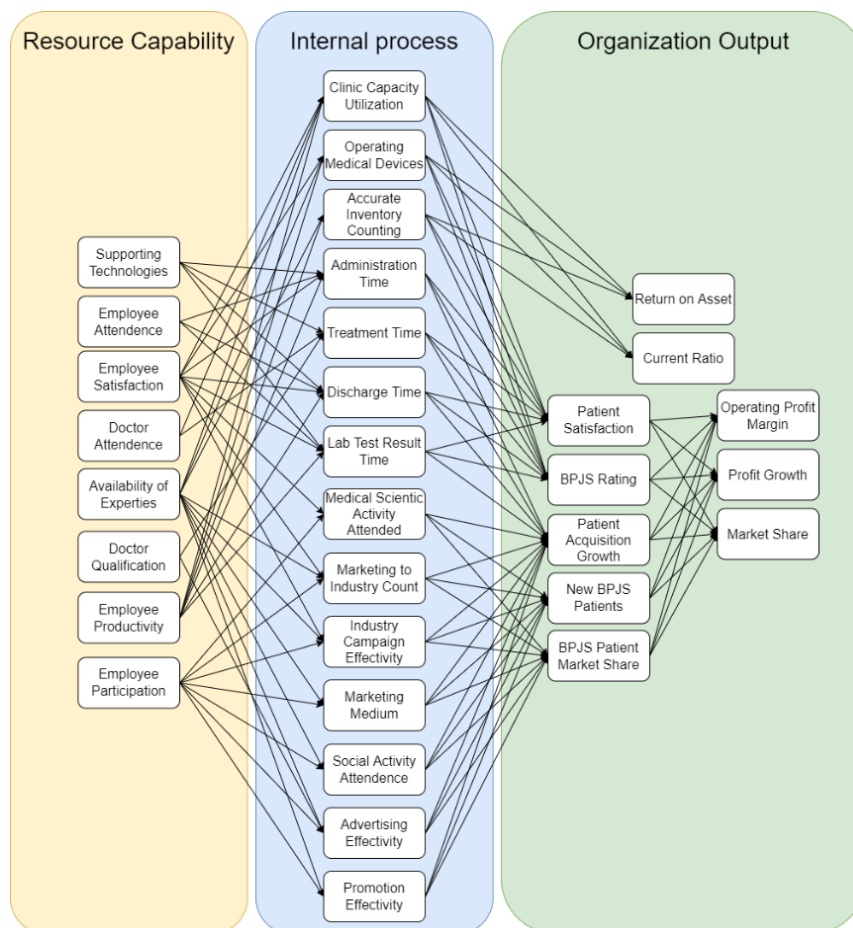 Resource Capability
Internal process
Organization Output
Supporting
Technologies
Employee
Attendence
Employee
Satisfaction
Doctor
Attendence
Availability of
Experties
Doctor
Qualification
Employee
Productivity
Employee
Participation
Clinic Capacity
Utilization
Operating
Medical Devices
Accurate
Inventory
Counting
Administration
Time
Treatment Time
Discharge Time
Lab Test Result
Time
Medical Scientic
Activity
Attended
Marketing to
Industry Count
Industry
Campaign
Effectivity
Marketing
Medium
Social Activity
Attendence
Advertising
Effectivity
Promotion
Effectivity
Return on Asset
Current Ratio
Patient
Satisfaction
BPJS Rating
Patient
Acquisition
Growth
New BPJS
Patients
BPJS Patient
Market Share
Operating Profit
Margin
Profit Growth
Market Share